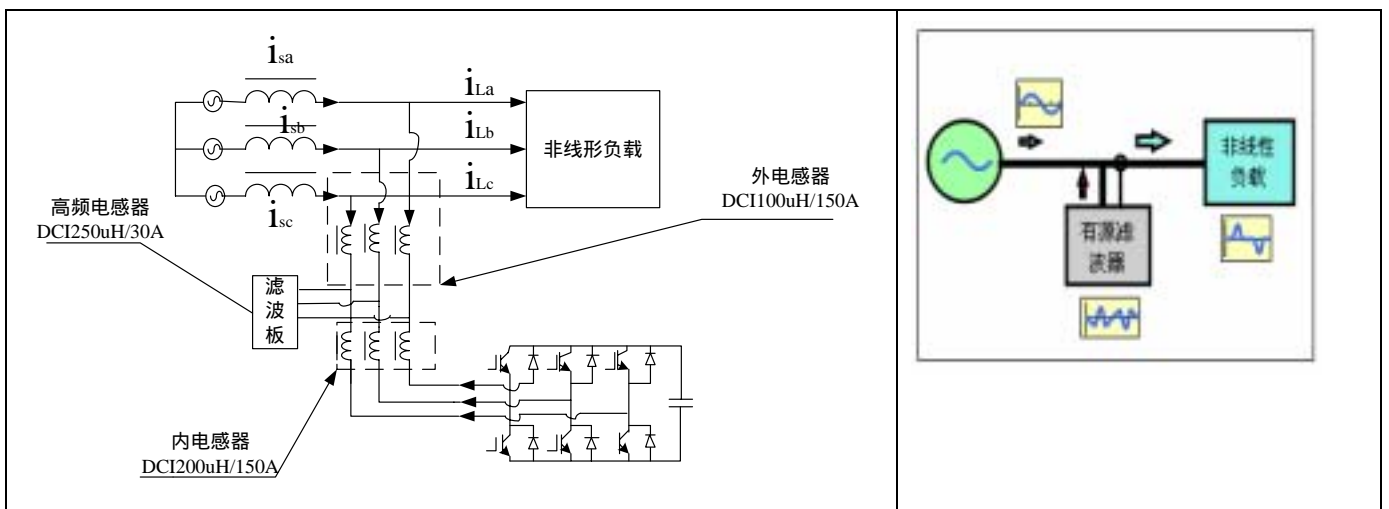 isa
iLa
isb
iLb
非线形负载
iLc
isc
高频电感器
DCI250uH/30A
外电感器
DCI100uH/150A
滤
波
板
内电感器
DCI200uH/150A
非线性
负载
有源滤
波器